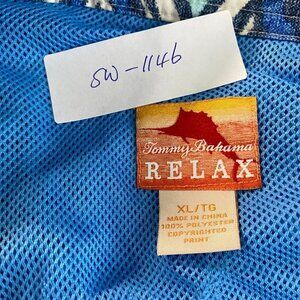 SW-1146
Tommy Bahama
RELAX
XL/TG
MADE IN CHINA
100% POLYESTER
COPYRIGHTED
PRINT